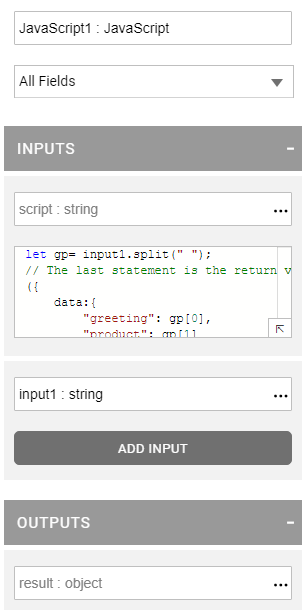 JavaScript1 : JavaScript
All Fields
INPUTS
script : string
let gp= input1.split(" ");
// The last statement is the return v
({
data:{
"greeting": gp[0],
"product": gp[1]
input1 : string
ADD INPUT
OUTPUTS
result : object